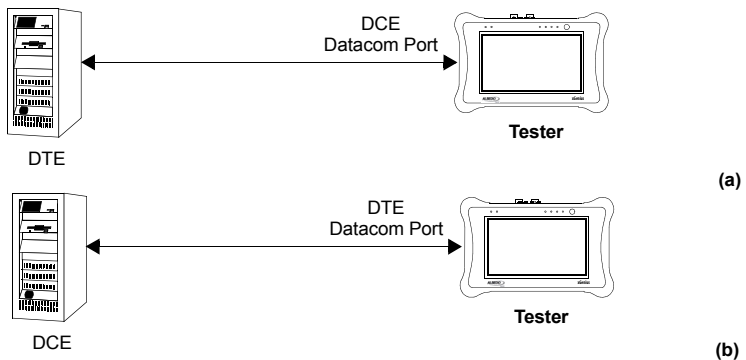 DCE
Datacom Port
Tester
DTE
(a)
DTE
Datacom Port
Tester
DCE
(b)